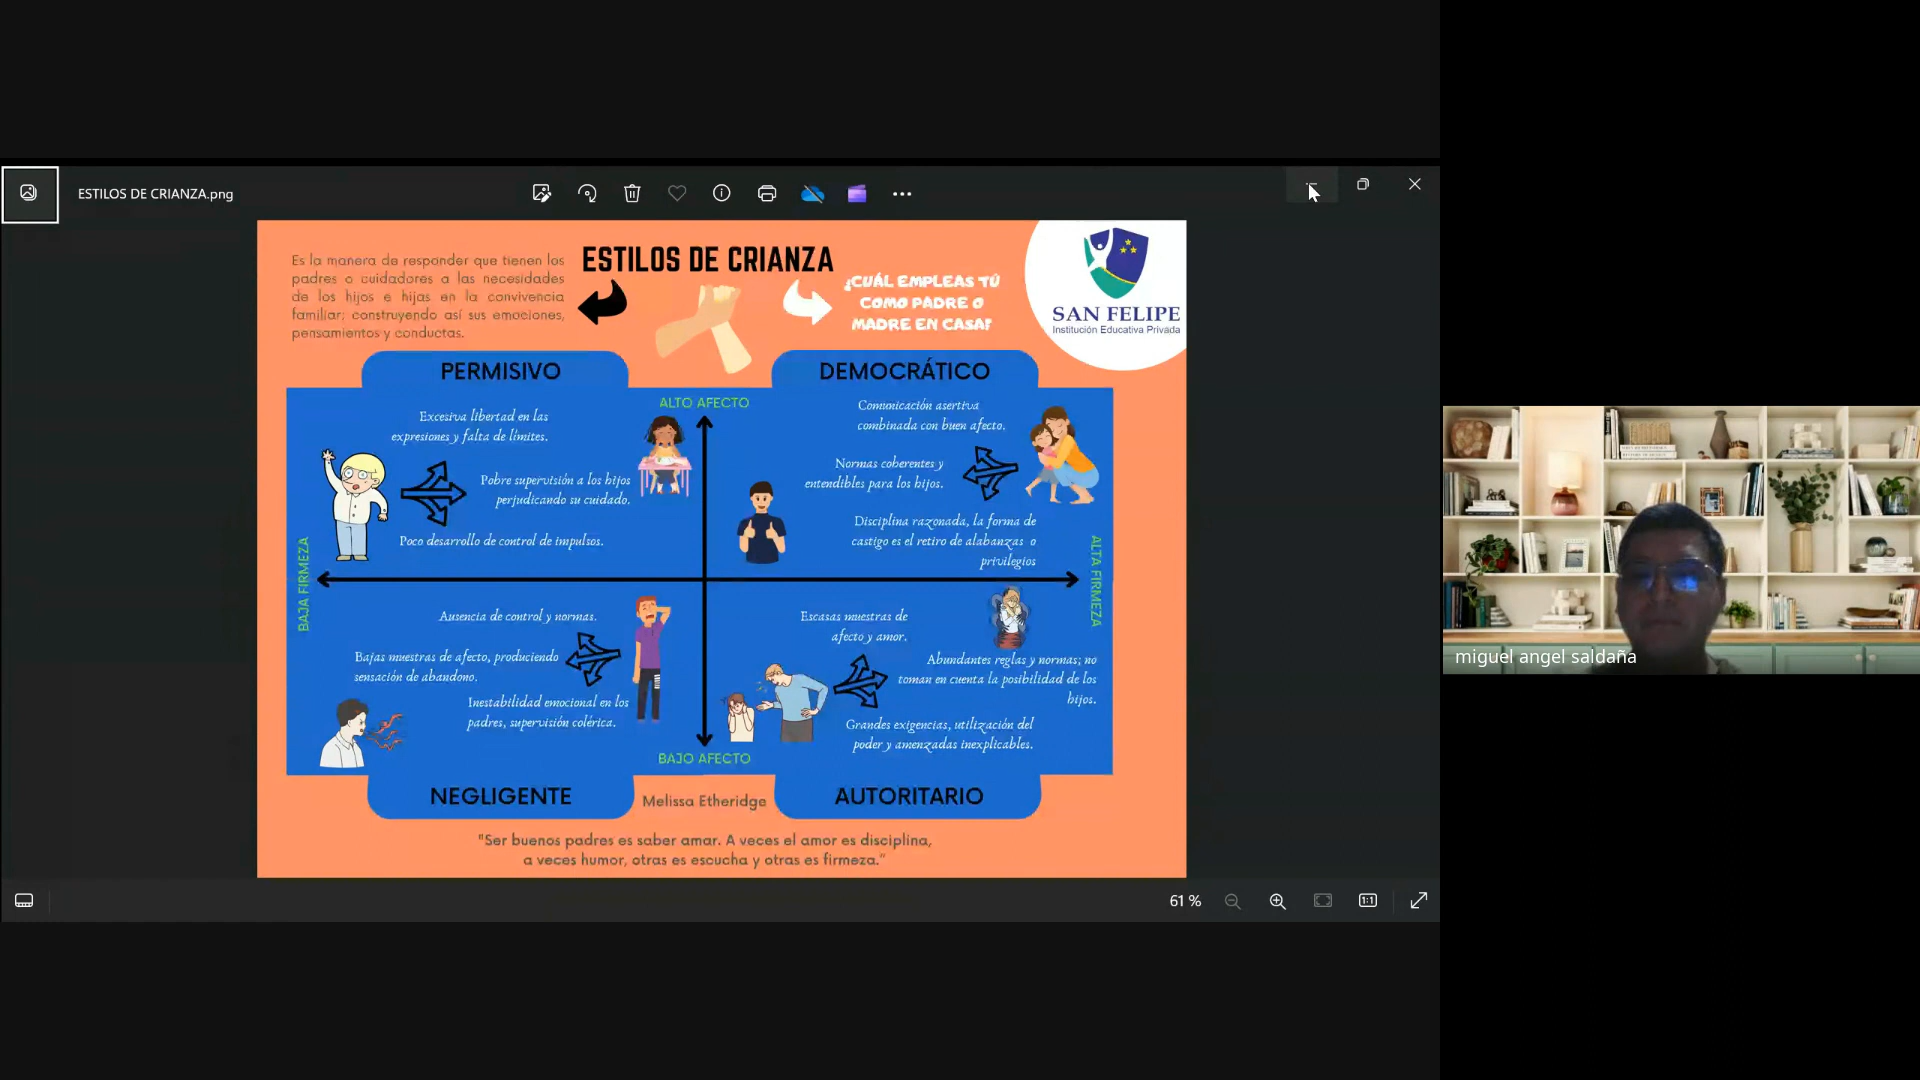 ESTILOS DE CRIANZA.png
Es la manera de responder que tienen los
padres o cuidadores a las necesidades
de los hijos e hijas en la convivencia
familiar; construyendo así sus emociones,
pensamientos y conductas.
ESTILOS DE CRIANZA
¿CUÁL EMPLEAS TÚ
COMO PADRE O
MADRE EN CASA?
SAN FELIPE
Institución Educativa Privada
PERMISIVO
Excesiva libertad en las
expresiones y falta de límites.
Pobre supervisión a los hijos
perjudicando su cuidado.
Poco desarrollo de control de impulsos.
ALTO AFECTO
DEMOCRÁTICO
Comunicación asertiva
combinada con buen afecto.
Normas coherentes y
entendibles para los hijos.
Disciplina razonada, la forma de
castigo es el retiro de alabanzas o
privilegios
BAJA FIRMEZA
ALTA FIRMEZA
Ausencia de control y normas.
Bajas muestras de afecto, produciendo
sensación de abandono.
Inestabilidad emocional en los
padres, supervisión colérica.
NEGLIGENTE
Escasas muestras de
afecto y amor.
Abundantes reglas y normas; no
toman en cuenta la posibilidad de los
hijos.
Grandes exigencias, utilización del
poder y amenzadas inexplicables.
BAJO AFECTO
AUTORITARIO
Melissa Etheridge
"Ser buenos padres es saber amar. A veces el amor es disciplina,
a veces humor, otras es escucha y otras es firmeza."
61 %
1:1
miguel angel saldaña